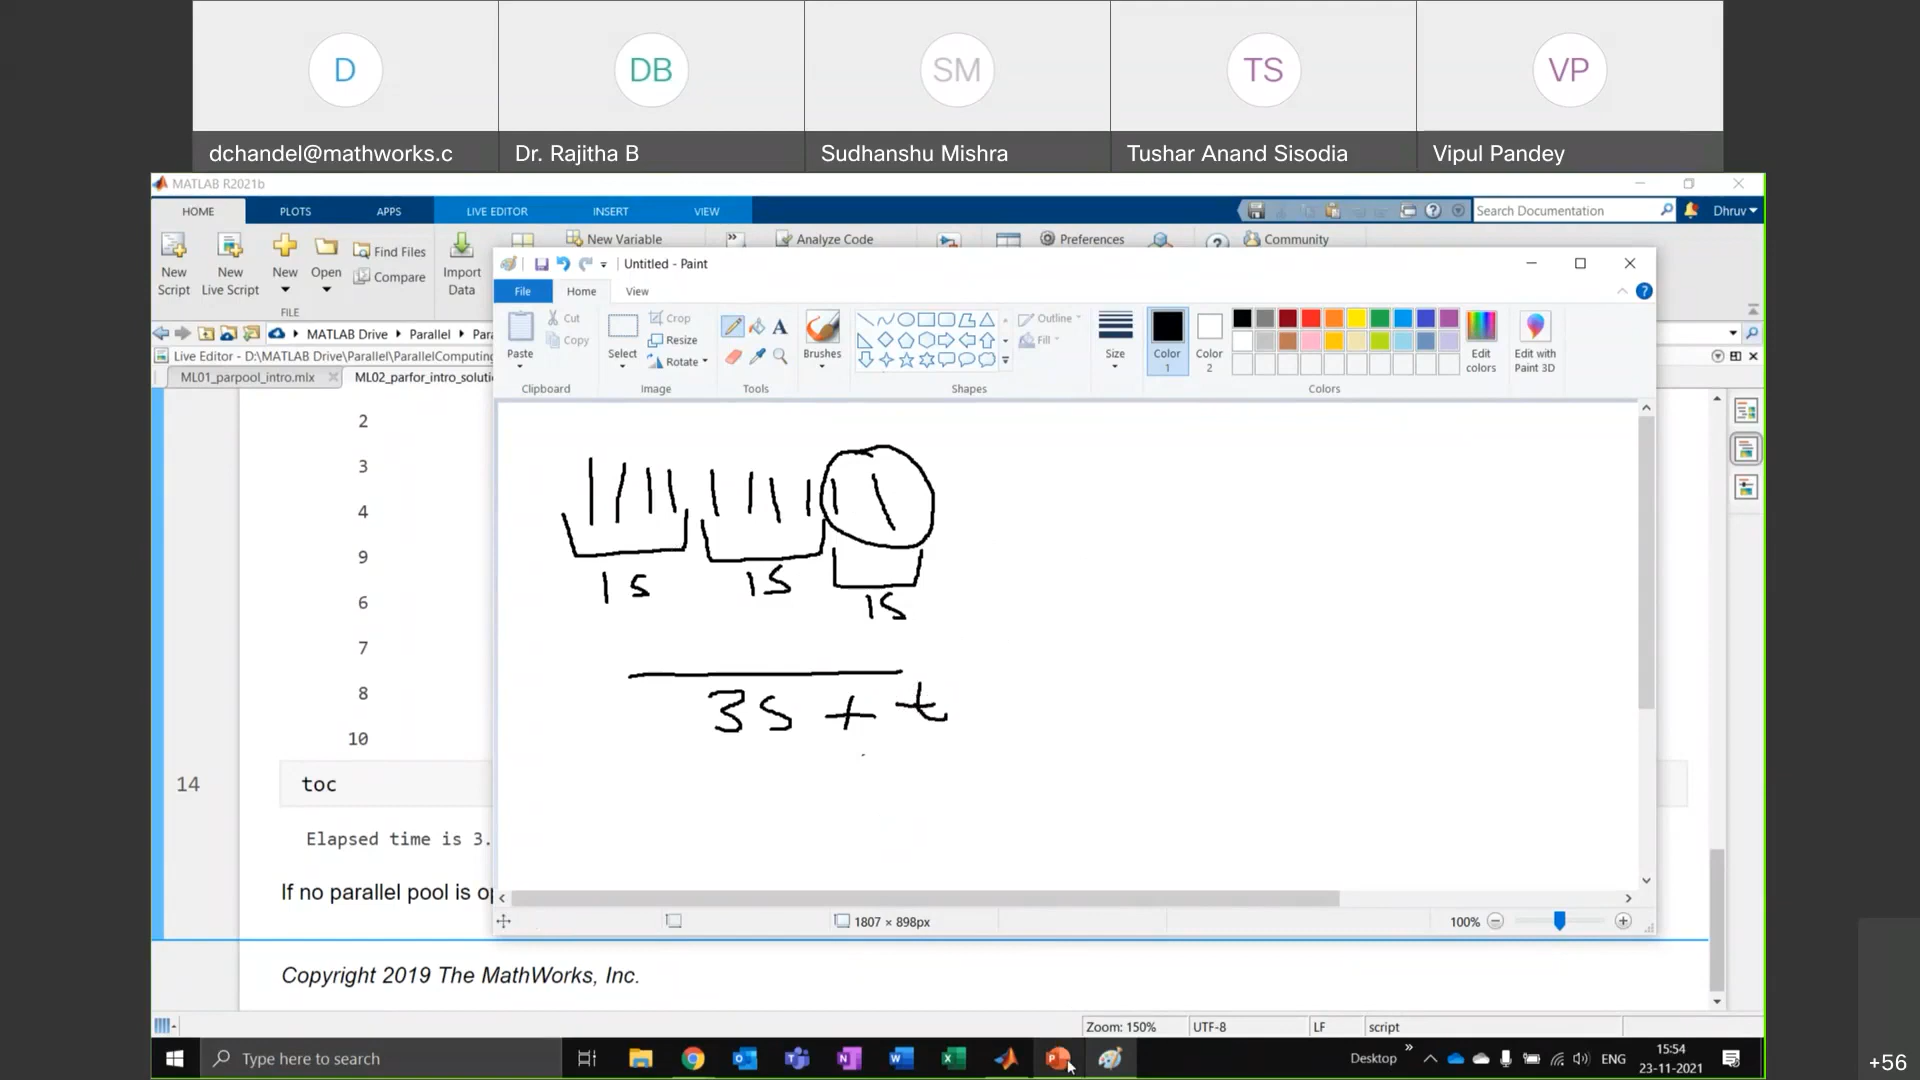 D
DB
SM
TS
VP
dchandel@mathworks.c
Dr. Rajitha B
Sudhanshu Mishra
Tushar Anand Sisodia
Vipul Pandey
MATLAB R2021b
HOME PLOTS APPS LIVE EDITOR INSERT VIEW
Search Documentation
Dhruv
New Script
New Live Script
New
Open
Find Files
Compare
Import Data
FILE
New Variable
Analyze Code
Preferences
Community
MATLAB Drive Parallel
Live Editor - D:\MATLAB Drive\Parallel\ParallelComputing
ML01_parpool_intro.mlx
ML02_parfor_intro_soluti
Untitled - Paint
File Home View
Paste
Cut
Copy
Clipboard
Select
Crop
Resize
Rotate
Image
A
Tools
Brushes
Outline
Fill
Shapes
Size
Color 1
Color 2
Edit colors
Edit with Paint 3D
Colors
1s 1s 1s
3s + t
1807 × 898px
100%
2
3
4
9
6
7
8
10
14
toc
Elapsed time is 3.
If no parallel pool is o
Copyright 2019 The MathWorks, Inc.
Zoom: 150% UTF-8 LF script
Type here to search
Desktop
ENG
15:54
23-11-2021
+56